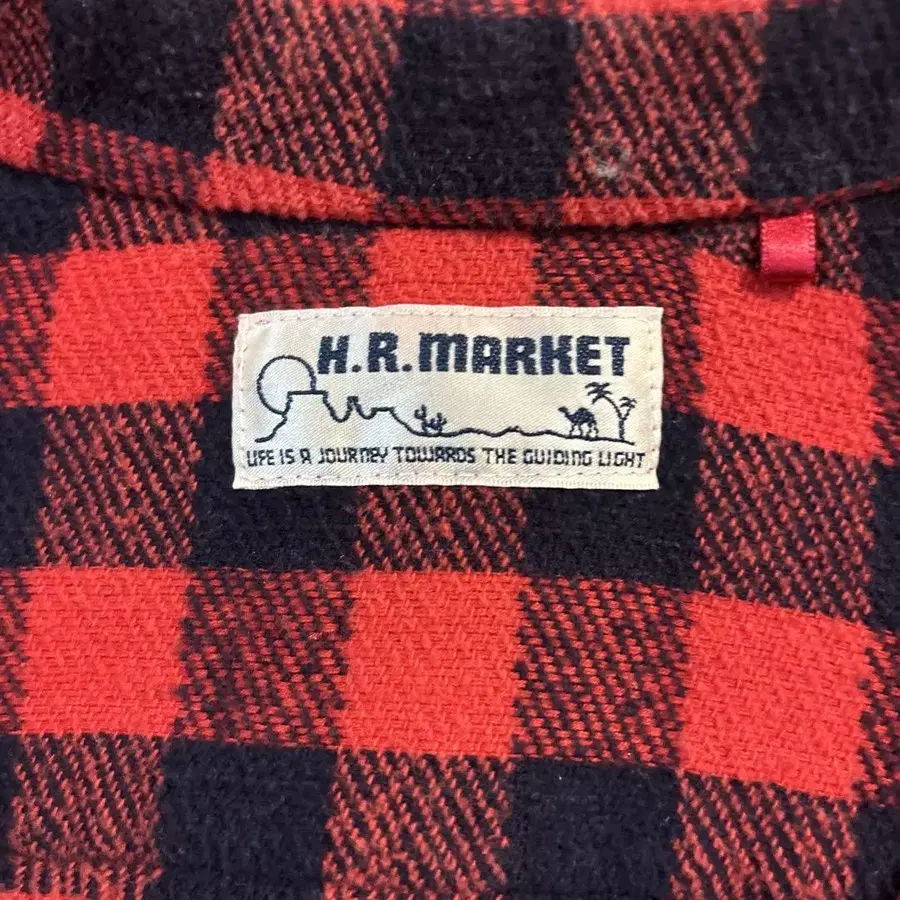 H.R.MARKET
LIFE IS A JOURNEY TOWARDS THE GUIDING LIGHT